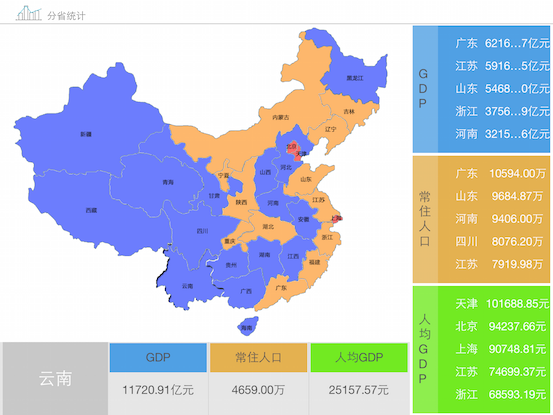 分省统计
黑龙江
吉林
内蒙古
辽宁
新疆
北京
天津
河北
宁夏
山西
山东
青海
甘肃
陕西
河南
江苏
西藏
安徽
上海
四川
重庆
湖北
浙江
湖南
江西
贵州
福建
云南
广西
广东
海南
GDP
广东 6216...7亿元
江苏 5916...5亿元
山东 5468...0亿元
浙江 3756...9亿元
河南 3215...6亿元
常住人口
广东 10594.00万
山东 9684.87万
河南 9406.00万
四川 8076.20万
江苏 7919.98万
人均GDP
天津 101688.85元
北京 94237.66元
上海 90748.81元
江苏 74699.37元
浙江 68593.19元
云南
GDP 常住人口 人均GDP
11720.91亿元 4659.00万 25157.57元